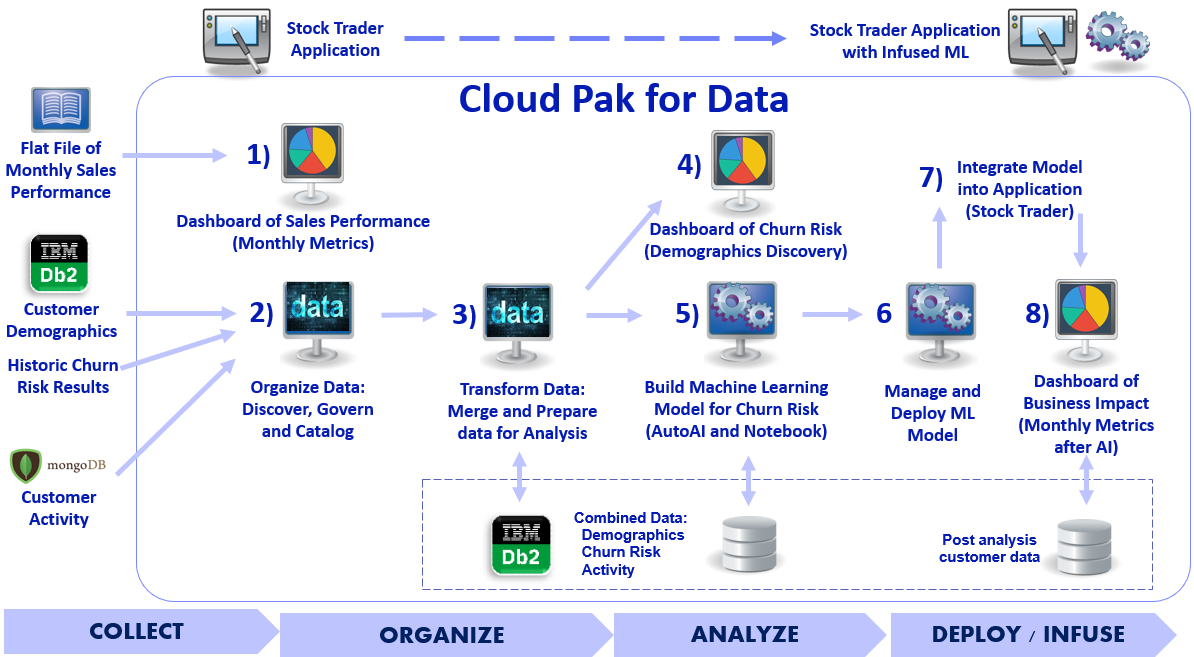 Stock Trader
Application
Stock Trader Application
with Infused ML
Cloud Pak for Data
Flat File of
Monthly Sales
Performance
1)
Dashboard of Sales Performance
(Monthly Metrics)
4)
Dashboard of Churn Risk
(Demographics Discovery)
7)
Integrate Model
into Application
(Stock Trader)
IBM
Db2
Customer
Demographics
Historic Churn
Risk Results
mongoDB
Customer
Activity
2)
data
Organize Data:
Discover, Govern
and Catalog
3)
data
Transform Data:
Merge and Prepare
data for Analysis
5)
Build Machine Learning
Model for Churn Risk
(AutoAI and Notebook)
6
Manage and
Deploy ML
Model
8)
Dashboard of
Business Impact
(Monthly Metrics
after AI)
IBM
Db2
Combined Data:
Demographics
Churn Risk
Activity
Post analysis
customer data
COLLECT
ORGANIZE
ANALYZE
DEPLOY / INFUSE